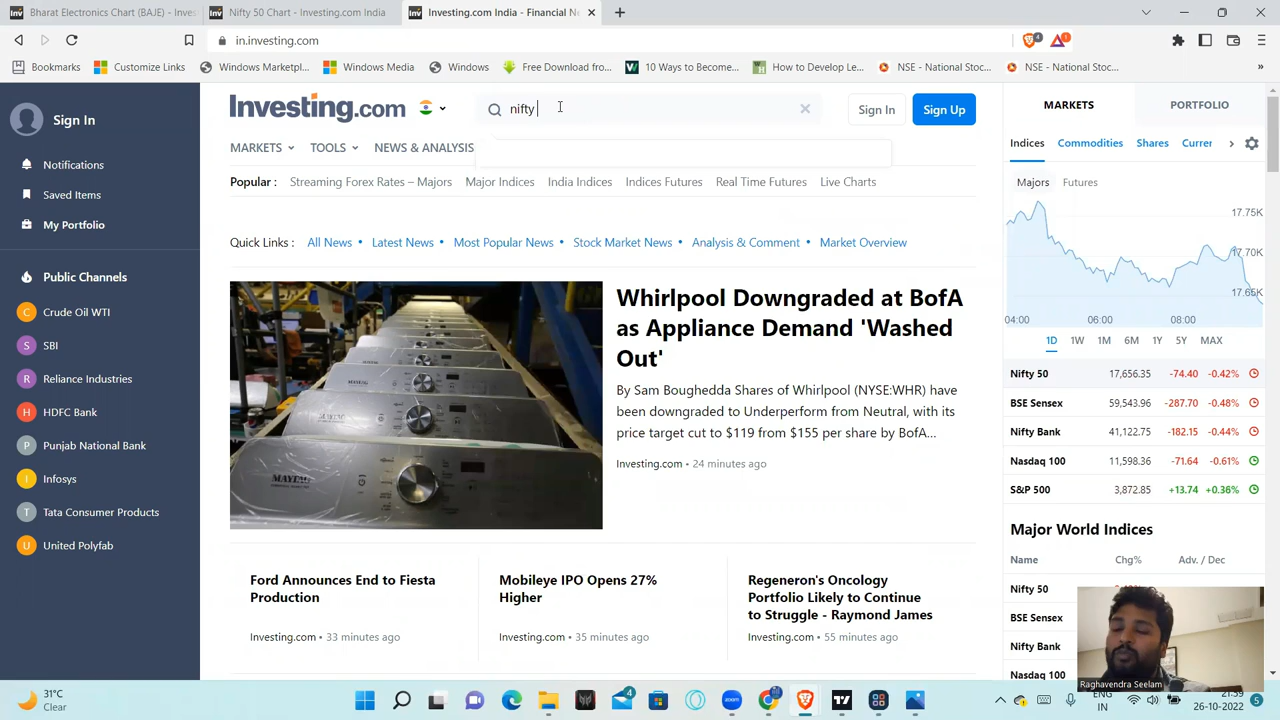 Bharat Electronics Chart (BAJE) - Inves
Nifty 50 Chart - Investing.com India
Investing.com India - Financial Ne
in.investing.com
4
1
Bookmarks
Customize Links
Windows Marketpl...
Windows Media
Windows
Free Download from...
10 Ways to Become...
How to Develop Le...
NSE - National Stoc...
NSE - National Stoc...
Sign In
Notifications
Saved Items
My Portfolio
Public Channels
C Crude Oil WTI
S SBI
R Reliance Industries
H HDFC Bank
P Punjab National Bank
I Infosys
T Tata Consumer Products
U United Polyfab
Investing.com
nifty
Sign In
Sign Up
MARKETS
TOOLS
NEWS & ANALYSIS
Popular :
Streaming Forex Rates – Majors
Major Indices
India Indices
Indices Futures
Real Time Futures
Live Charts
Quick Links :
All News
Latest News
Most Popular News
Stock Market News
Analysis & Comment
Market Overview
Whirlpool Downgraded at BofA
as Appliance Demand 'Washed
Out'
By Sam Boughedda Shares of Whirlpool (NYSE:WHR) have
been downgraded to Underperform from Neutral, with its
price target cut to $119 from $155 per share by BofA...
Investing.com • 24 minutes ago
MAYTAG
Ford Announces End to Fiesta
Production
Investing.com • 33 minutes ago
Mobileye IPO Opens 27%
Higher
Investing.com • 35 minutes ago
Regeneron's Oncology
Portfolio Likely to Continue
to Struggle - Raymond James
Investing.com • 55 minutes ago
MARKETS
PORTFOLIO
Indices
Commodities
Shares
Currer
Majors
Futures
17.75K
17.70K
17.65K
04:00
06:00
08:00
1D 1W 1M 6M 1Y 5Y MAX
Nifty 50 17,656.35 -74.40 -0.42%
BSE Sensex 59,543.96 -287.70 -0.48%
Nifty Bank 41,122.75 -182.15 -0.44%
Nasdaq 100 11,598.36 -71.64 -0.61%
S&P 500 3,872.85 +13.74 +0.36%
Major World Indices
Name Chg% Adv. / Dec
Nifty 50
BSE Sensex
Nifty Bank
Nasdaq 100
Raghavendra Seelam
31°C
Clear
4
zoom
ENG
IN
21:59
26-10-2022
5